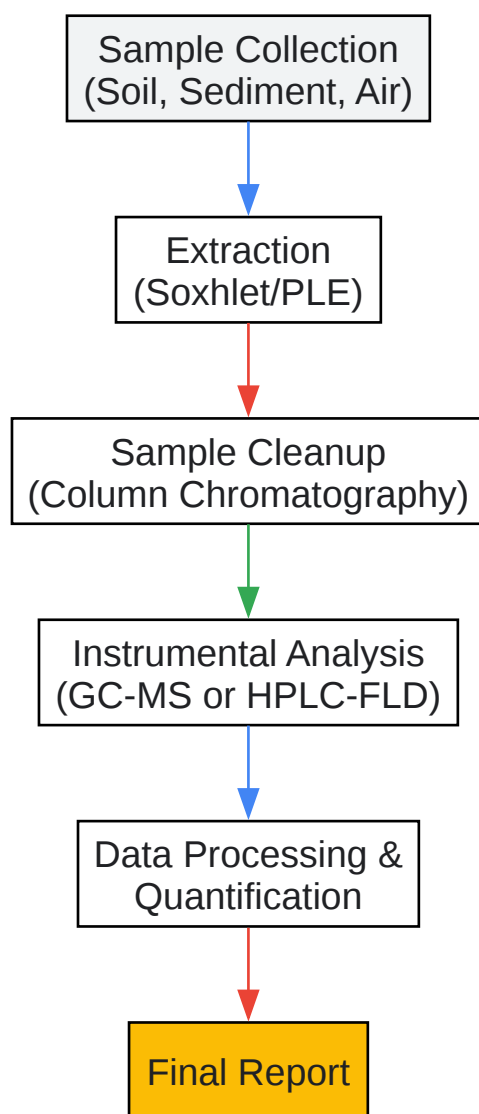 Sample Collection
(Soil, Sediment, Air)
Extraction
(Soxhlet/PLE)
Sample Cleanup
(Column Chromatography)
Instrumental Analysis
(GC-MS or HPLC-FLD)
Data Processing &
Quantification
Final Report